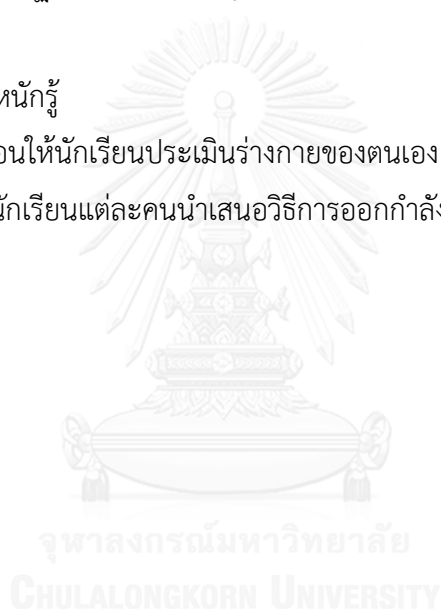 หนักรู้
อนให้นักเรียนประเมินร่างกายของตนเอง
นักเรียนแต่ละคนนำเสนอวิธีการออกกำลัง
จุฬาลงกรณ์มหาวิทยาลัย
CHULALONGKORN UNIVERSITY